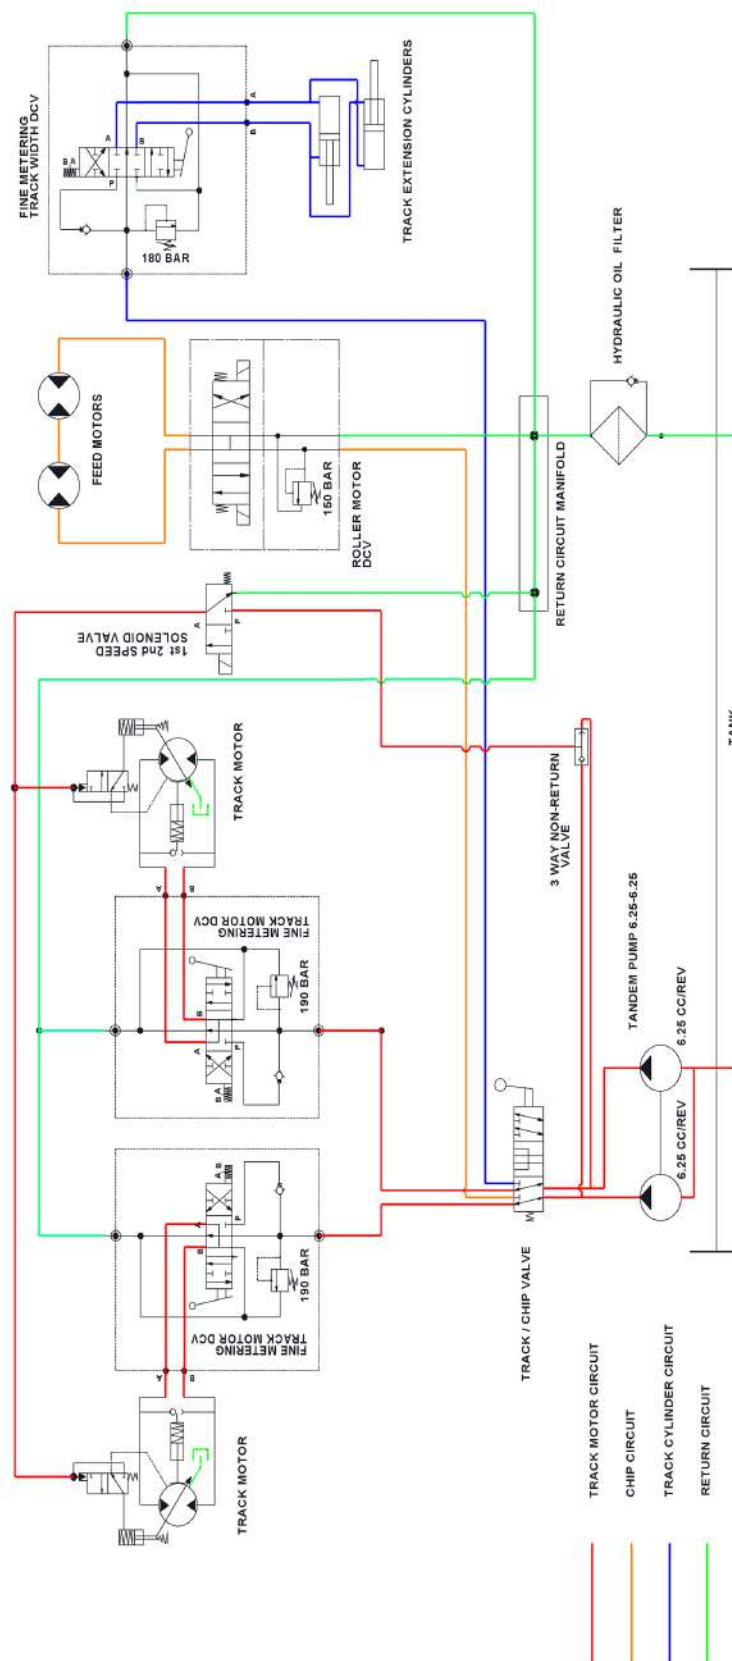 FINE METERING
TRACK WIDTH DCV
B A
A
B
P
180 BAR
A
B
TRACK EXTENSION CYLINDERS
FEED MOTORS
150 BAR
ROLLER MOTOR
DCV
HYDRAULIC OIL FILTER
RETURN CIRCUIT MANIFOLD
1st 2nd SPEED
SOLENOID VALVE
A
P
TRACK MOTOR
3 WAY NON-RETURN
VALVE
A
B
FINE METERING
TRACK MOTOR DCV
190 BAR
A
B
P
B A
TANDEM PUMP 6.25-6.25
6.25 CC/REV
6.25 CC/REV
TANK
A B
A
B
P
190 BAR
FINE METERING
TRACK MOTOR DCV
A
B
TRACK / CHIP VALVE
TRACK MOTOR
TRACK MOTOR CIRCUIT
CHIP CIRCUIT
TRACK CYLINDER CIRCUIT
RETURN CIRCUIT